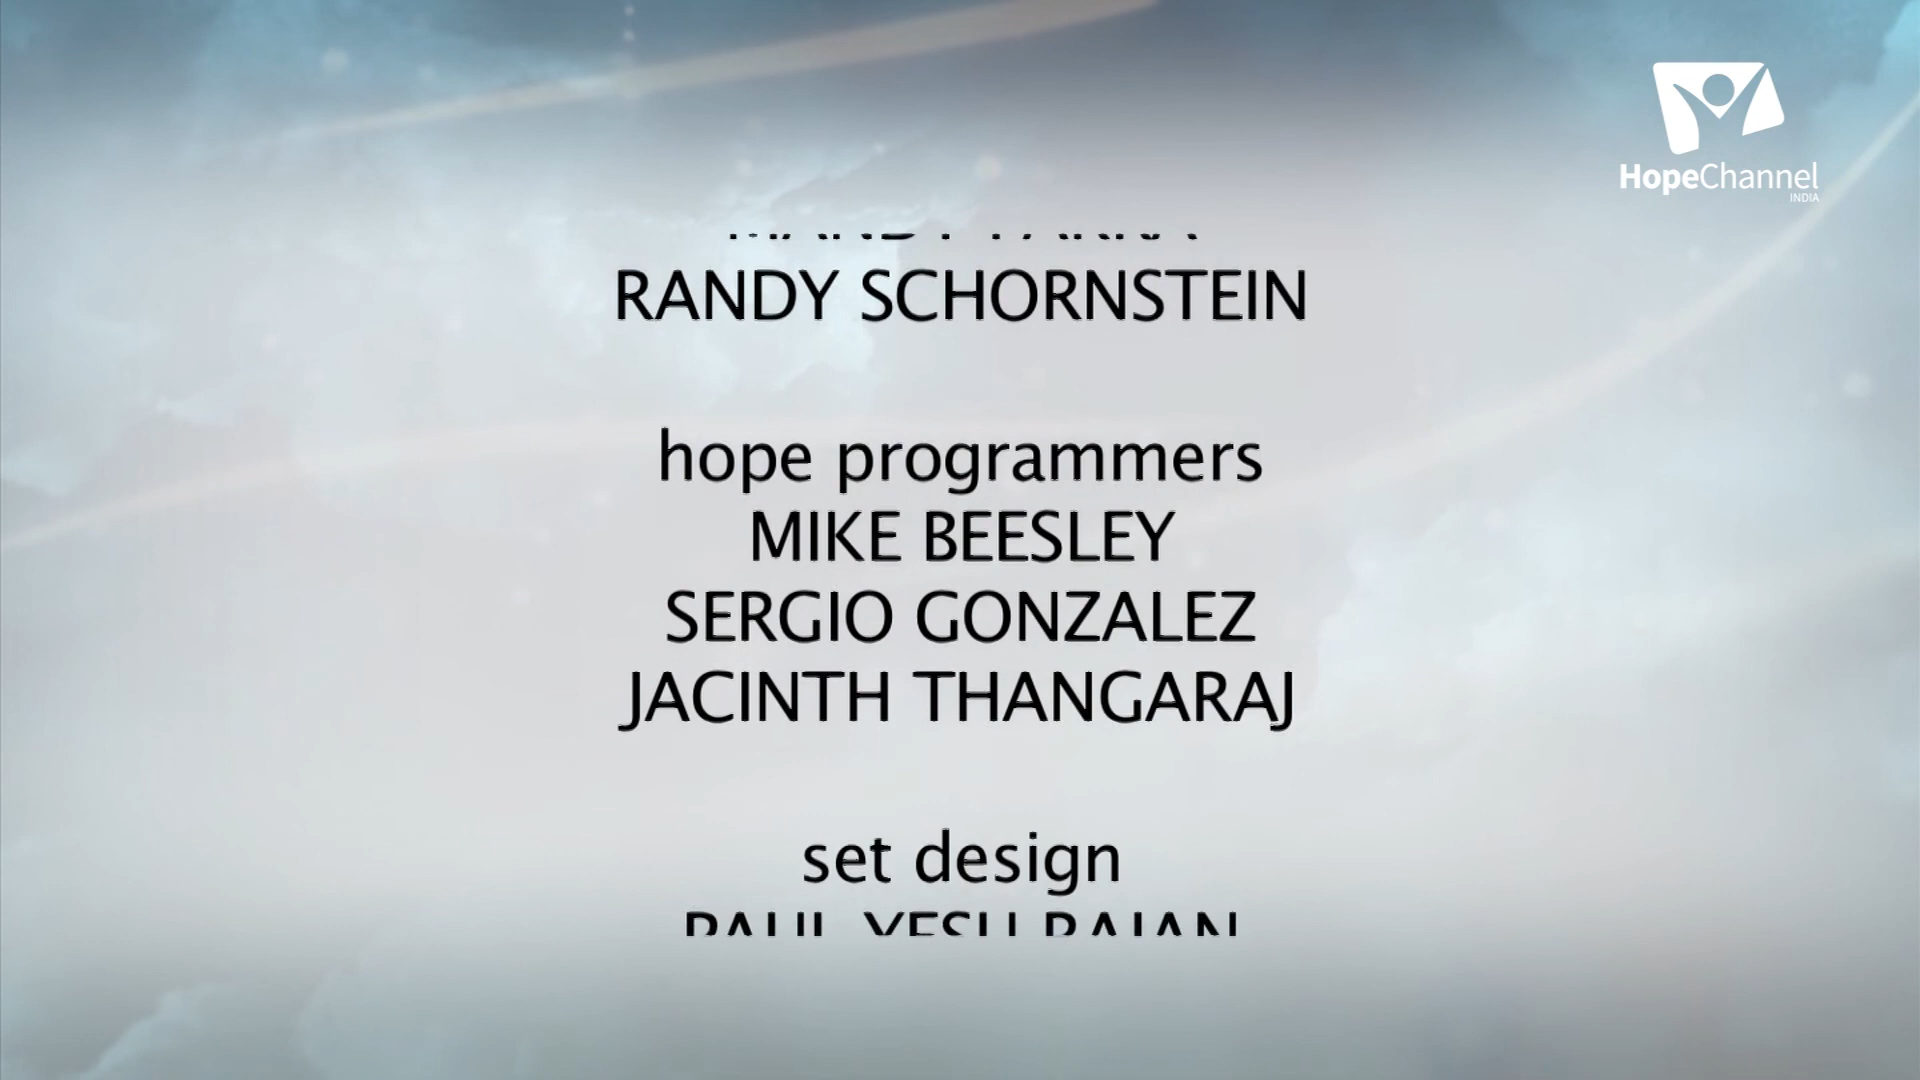 HopeChannel
INDIA
RANDY SCHORNSTEIN
hope programmers
MIKE BEESLEY
SERGIO GONZALEZ
JACINTH THANGARAJ
set design